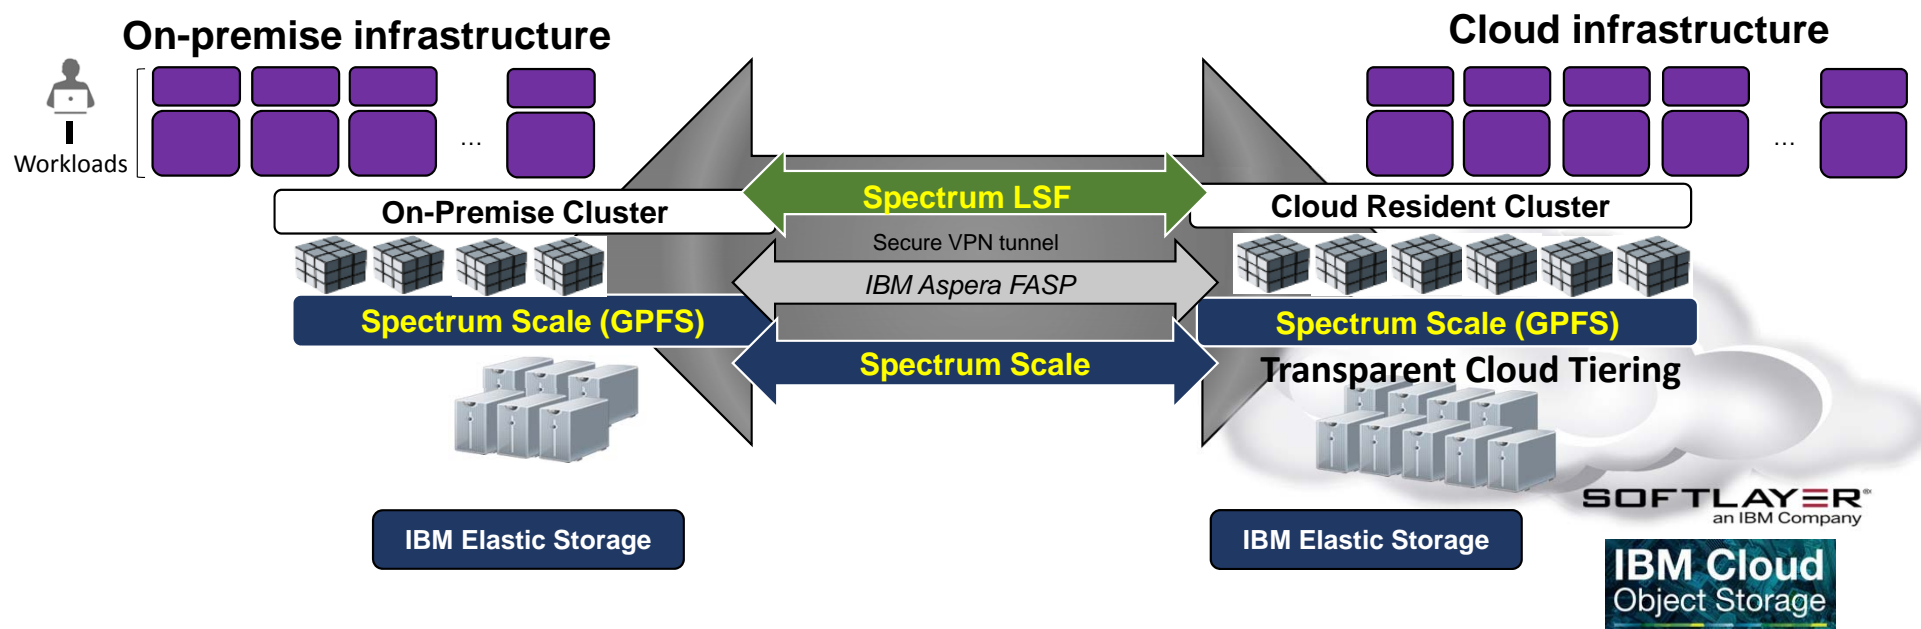 On-premise infrastructure
Cloud infrastructure
Workloads
...
...
On-Premise Cluster
Spectrum LSF
Cloud Resident Cluster
Secure VPN tunnel
IBM Aspera FASP
Spectrum Scale (GPFS)
Spectrum Scale (GPFS)
Spectrum Scale
Transparent Cloud Tiering
SOFTLAYER®
an IBM Company
IBM Elastic Storage
IBM Elastic Storage
IBM Cloud
Object Storage